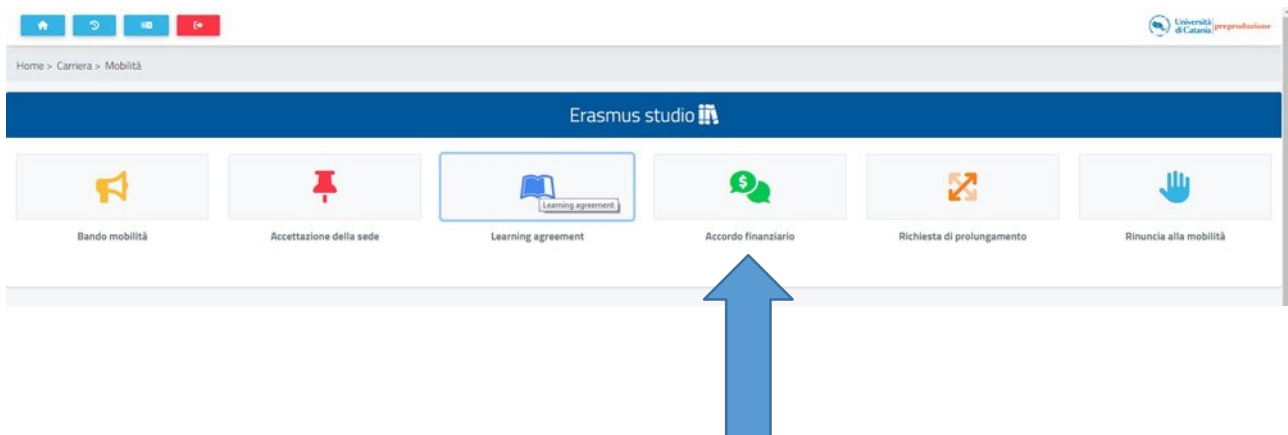 Università
di Catania preproduzione
Home > Carriera > Mobilità
Erasmus studio
Learning agreement
Bando mobilità
Accettazione della sede
Learning agreement
Accordo finanziario
Richiesta di prolungamento
Rinuncia alla mobilità